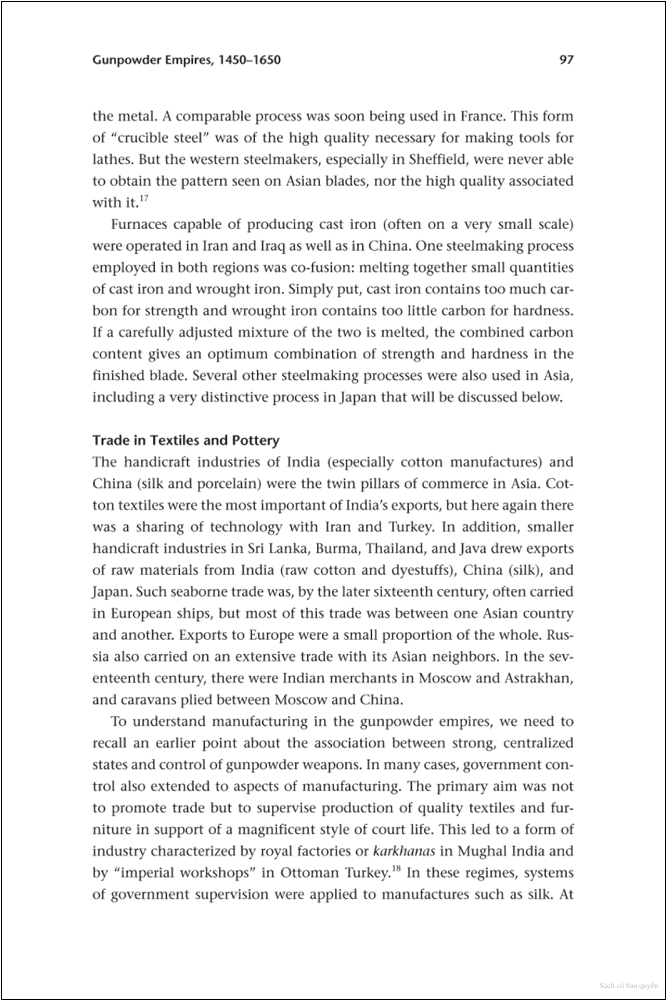 Gunpowder Empires, 1450–1650 97
the metal. A comparable process was soon being used in France. This form
of “crucible steel” was of the high quality necessary for making tools for
lathes. But the western steelmakers, especially in Sheffield, were never able
to obtain the pattern seen on Asian blades, nor the high quality associated
with it.17
Furnaces capable of producing cast iron (often on a very small scale)
were operated in Iran and Iraq as well as in China. One steelmaking process
employed in both regions was co-fusion: melting together small quantities
of cast iron and wrought iron. Simply put, cast iron contains too much car-
bon for strength and wrought iron contains too little carbon for hardness.
If a carefully adjusted mixture of the two is melted, the combined carbon
content gives an optimum combination of strength and hardness in the
finished blade. Several other steelmaking processes were also used in Asia,
including a very distinctive process in Japan that will be discussed below.
Trade in Textiles and Pottery
The handicraft industries of India (especially cotton manufactures) and
China (silk and porcelain) were the twin pillars of commerce in Asia. Cot-
ton textiles were the most important of India’s exports, but here again there
was a sharing of technology with Iran and Turkey. In addition, smaller
handicraft industries in Sri Lanka, Burma, Thailand, and Java drew exports
of raw materials from India (raw cotton and dyestuffs), China (silk), and
Japan. Such seaborne trade was, by the later sixteenth century, often carried
in European ships, but most of this trade was between one Asian country
and another. Exports to Europe were a small proportion of the whole. Rus-
sia also carried on an extensive trade with its Asian neighbors. In the sev-
enteenth century, there were Indian merchants in Moscow and Astrakhan,
and caravans plied between Moscow and China.
To understand manufacturing in the gunpowder empires, we need to
recall an earlier point about the association between strong, centralized
states and control of gunpowder weapons. In many cases, government con-
trol also extended to aspects of manufacturing. The primary aim was not
to promote trade but to supervise production of quality textiles and fur-
niture in support of a magnificent style of court life. This led to a form of
industry characterized by royal factories or karkhanas in Mughal India and
by “imperial workshops” in Ottoman Turkey.18 In these regimes, systems
of government supervision were applied to manufactures such as silk. At
Sách có bản quyền